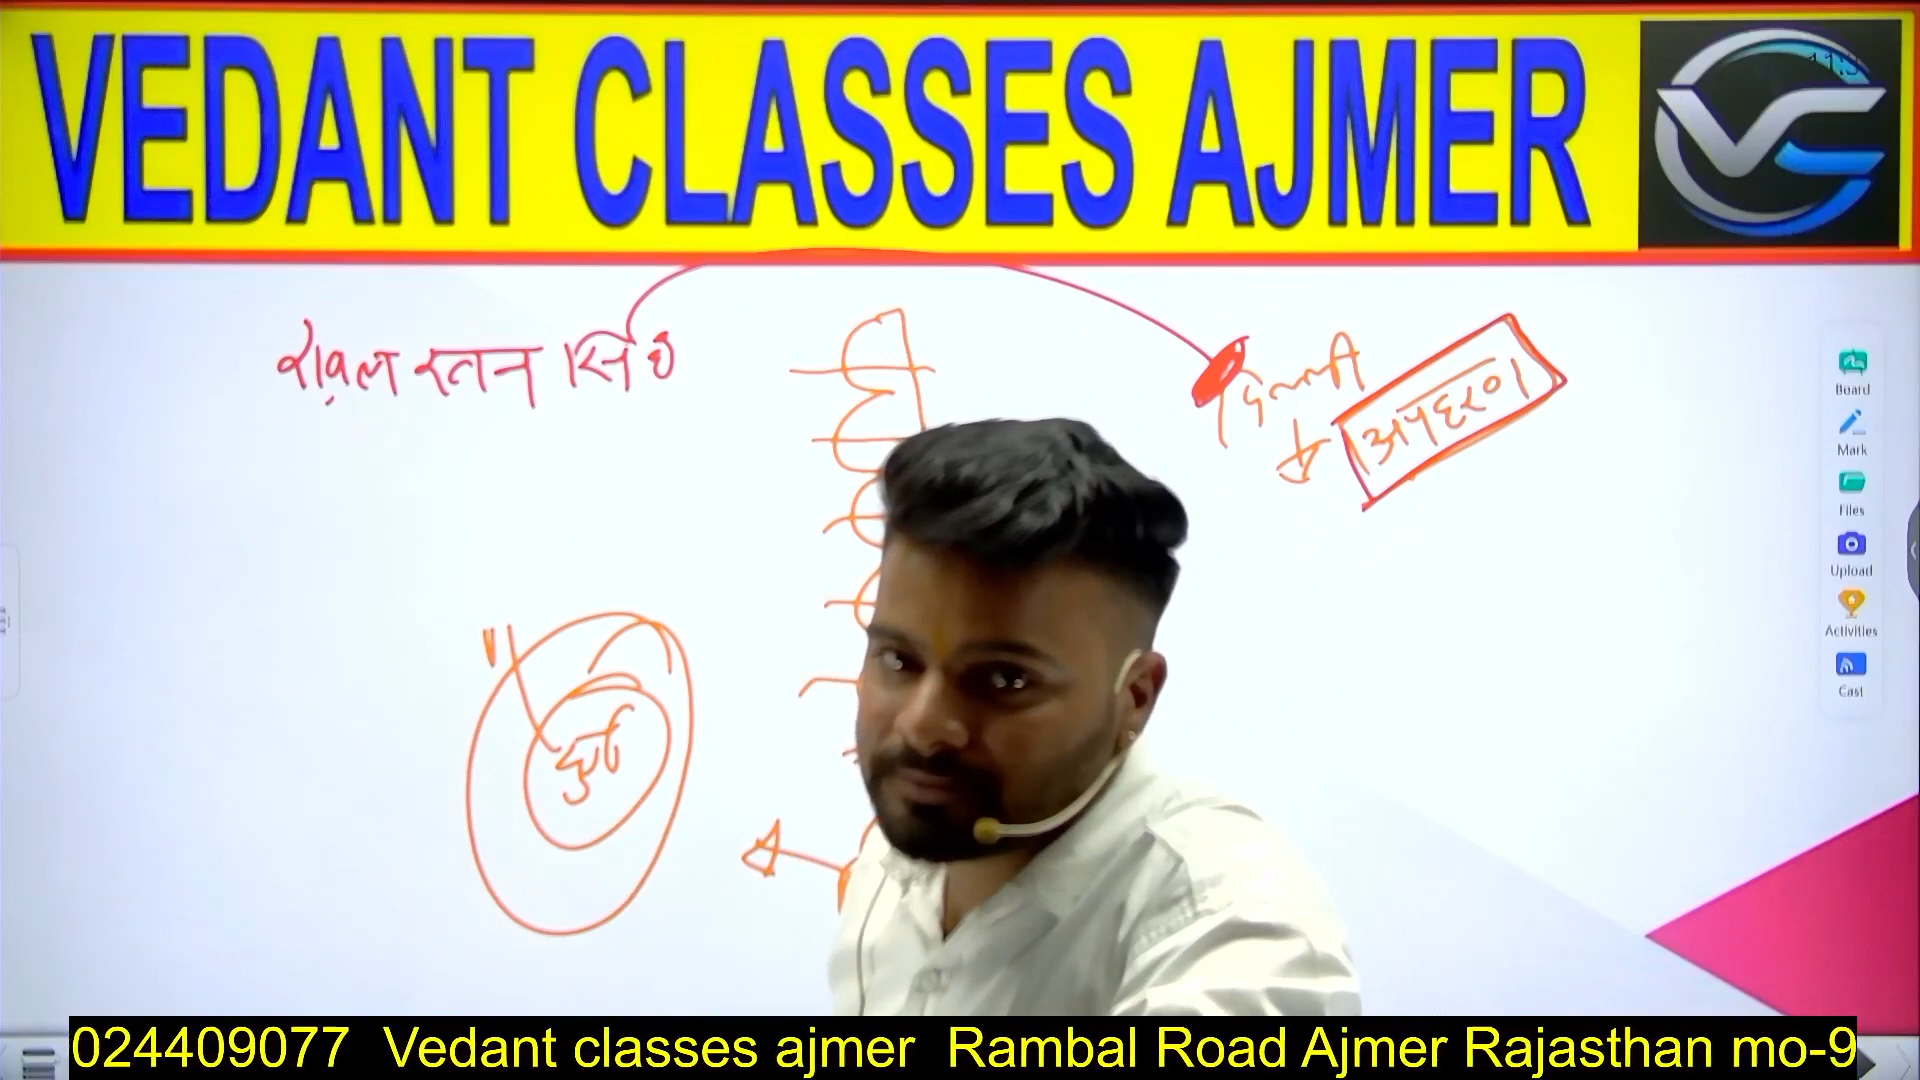 VEDANT CLASSES AJMER
VC
रावल रतन सिंह
अपहरण
दुर्ग
Board
Mark
Files
Upload
Activities
Cast
024409077 Vedant classes ajmer Rambal Road Ajmer Rajasthan mo-9